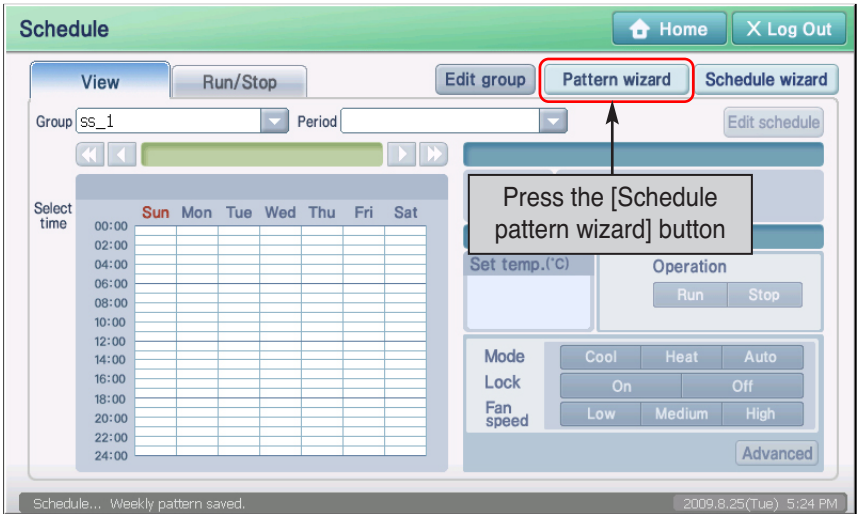 Schedule
Home
X Log Out
View
Run/Stop
Edit group
Pattern wizard
Schedule wizard
Group
ss_1
Period
Edit schedule
Press the [Schedule
pattern wizard] button
Select
time
Sun Mon Tue Wed Thu Fri Sat
00:00
02:00
04:00
06:00
08:00
10:00
12:00
14:00
16:00
18:00
20:00
22:00
24:00
Set temp.(°C)
Operation
Run Stop
Mode Cool Heat Auto
Lock On Off
Fan
speed
Low Medium High
Advanced
Schedule... Weekly pattern saved.
2009.8.25(Tue) 5:24 PM